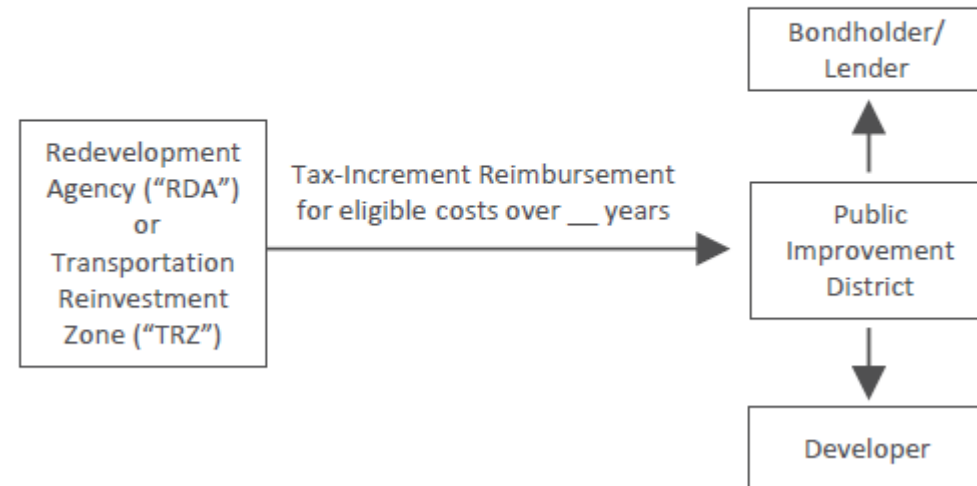 Redevelopment
Agency (“RDA”)
or
Transportation
Reinvestment
Zone (“TRZ”)
Tax-Increment Reimbursement
for eligible costs over __ years
Bondholder/
Lender
Public
Improvement
District
Developer